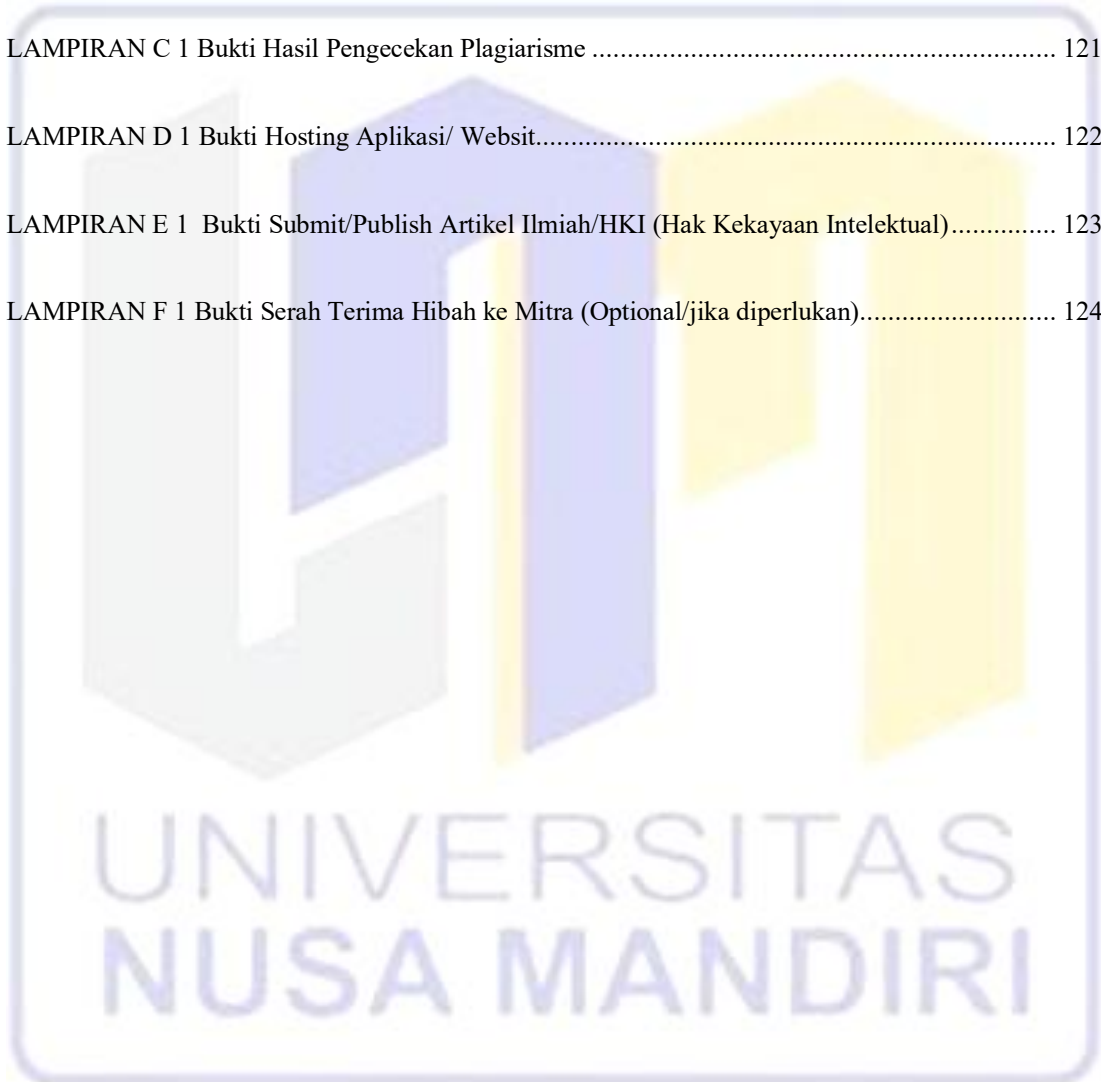 LAMPIRAN C 1 Bukti Hasil Pengecekan Plagiarisme ........................................................................ 121
LAMPIRAN D 1 Bukti Hosting Aplikasi/ Websit................................................................................ 122
LAMPIRAN E 1  Bukti Submit/Publish Artikel Ilmiah/HKI (Hak Kekayaan Intelektual)................ 123
LAMPIRAN F 1 Bukti Serah Terima Hibah ke Mitra (Optional/jika diperlukan).............................. 124
UNIVERSITAS
NUSA MANDIRI